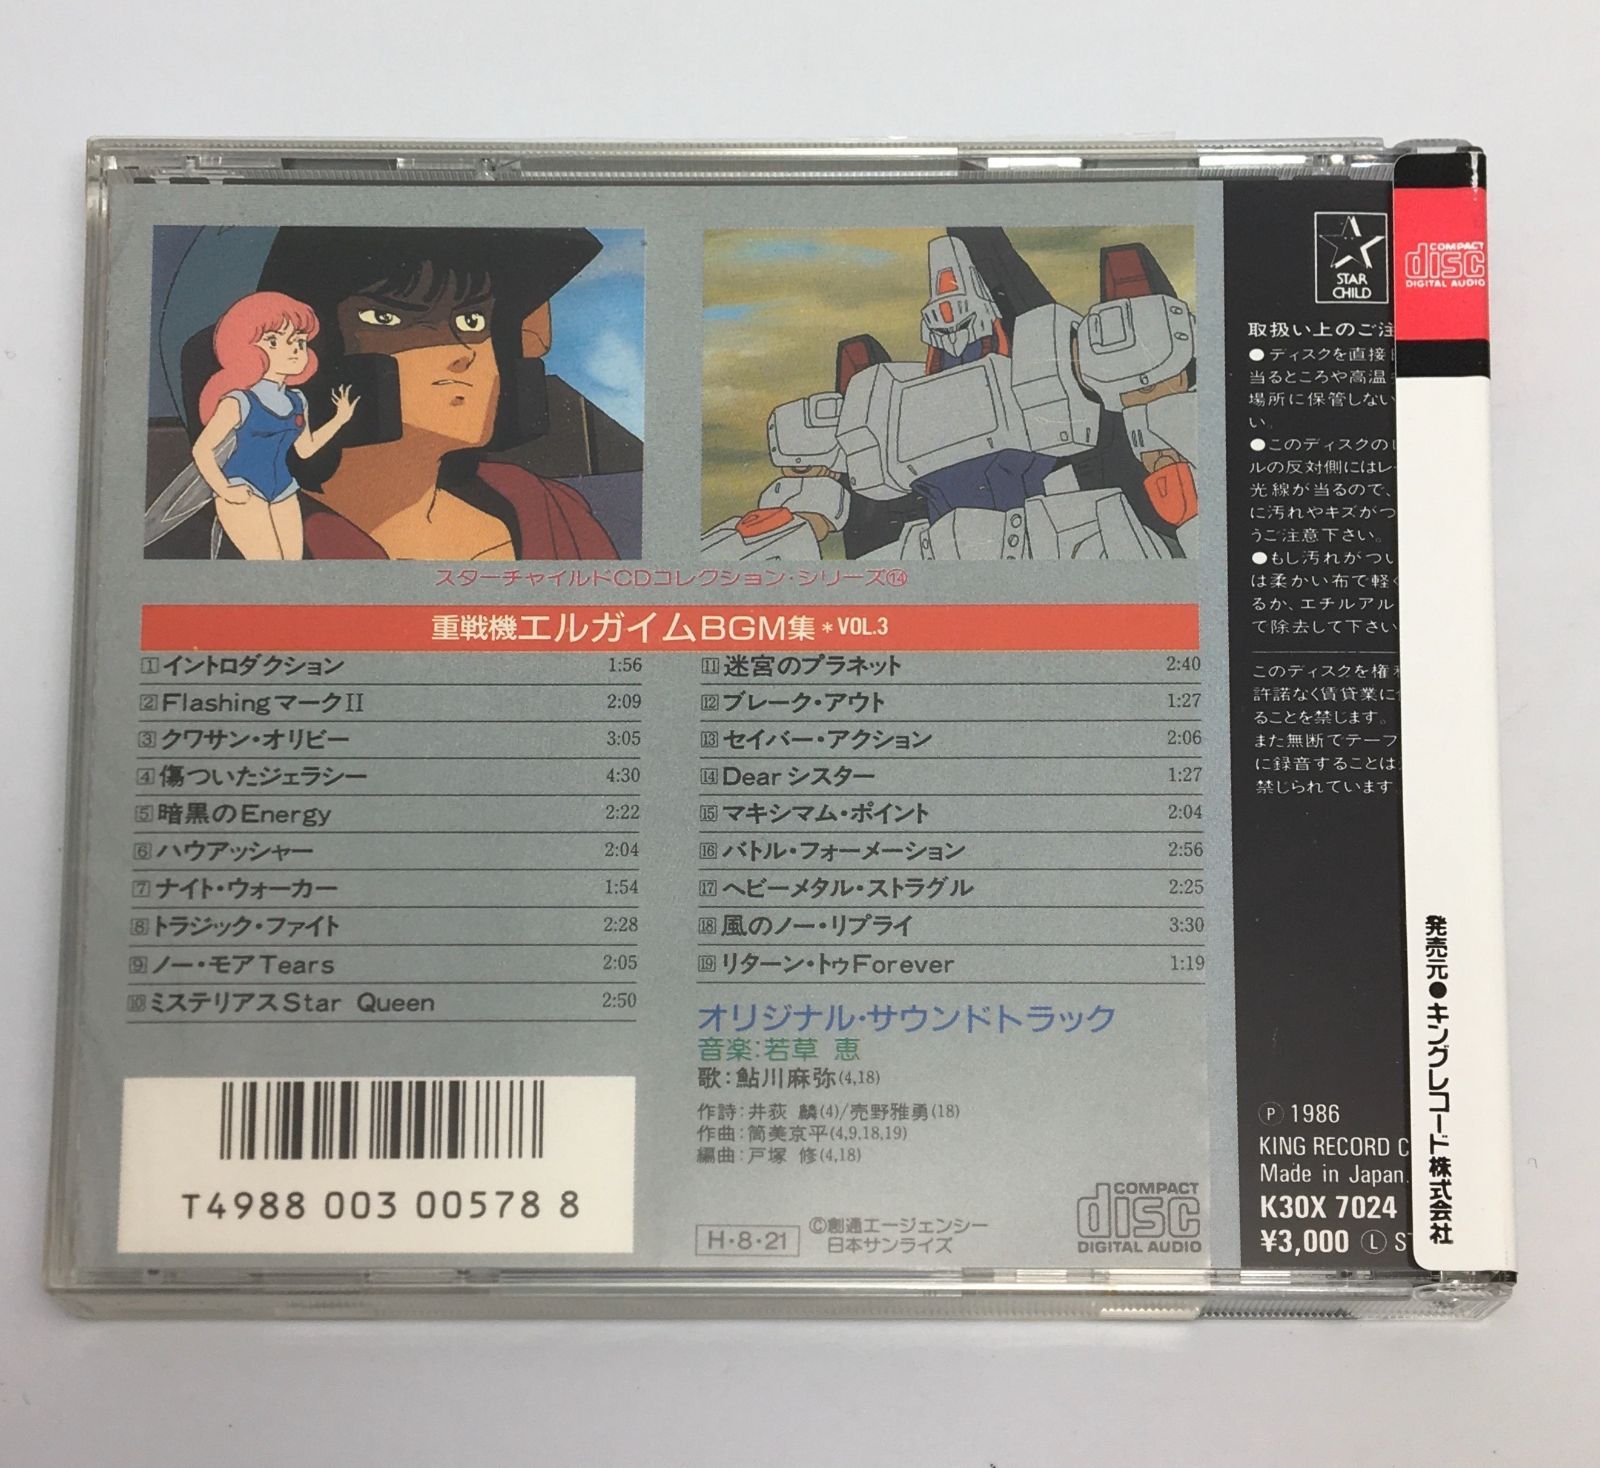 スターチャイルドCDコレクション・シリーズ⑭
重戦機エルガイムBGM集＊VOL.3
1 イントロダクション 1:56
2 FlashingマークII 2:09
3 クワサン・オリビー 3:05
4 傷ついたジェラシー 4:30
5 暗黒のEnergy 2:22
6 ハウアッシャー 2:04
7 ナイト・ウォーカー 1:54
8 トラジック・ファイト 2:28
9 ノー・モアTears 2:05
10 ミステリアスStar Queen 2:50
11 迷宮のプラネット 2:40
12 ブレーク・アウト 1:27
13 セイバー・アクション 2:06
14 Dearシスター 1:27
15 マキシマム・ポイント 2:04
16 バトル・フォーメーション 2:56
17 ヘビーメタル・ストラグル 2:25
18 風のノー・リプライ 3:30
19 リターン・トゥForever 1:19
オリジナル・サウンドトラック
音楽:若草 恵
歌:鮎川麻弥(4,18)
作詩:井荻 麟(4)/売野雅勇(18)
作曲:筒美京平(4,9,18,19)
編曲:戸塚 修(4,18)
T4988 003 00578 8
H・8・21
©創通エージェンシー
日本サンライズ
COMPACT
disc
DIGITAL AUDIO
STAR
CHILD
取扱い上のご注
●ディスクを直接
当るところや高温
場所に保管しない
い。
●このディスクのレ
ルの反対側にはレー
光線が当るので、
に汚れやキズがつ
うご注意下さい。
●もし汚れがつい
は柔かい布で軽く
るか、エチルアル
て除去して下さい
このディスクを権利
許諾なく賃貸業に
ることを禁じます。
また無断でテープ
に録音することは
禁じられています。
Ⓟ 1986
KING RECORD C
Made in Japan.
K30X 7024
¥3,000 Ⓛ ST
COMPACT
disc
DIGITAL AUDIO
発売元●キングレコード株式会社